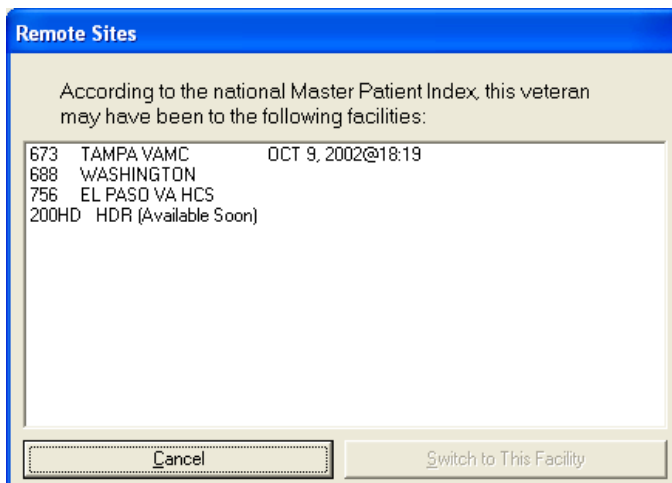 Remote Sites
According to the national Master Patient Index, this veteran
may have been to the following facilities:
673 TAMPA VAMC OCT 9, 2002@18:19
688 WASHINGTON
756 EL PASO VA HCS
200HD HDR (Available Soon)
Cancel Switch to This Facility